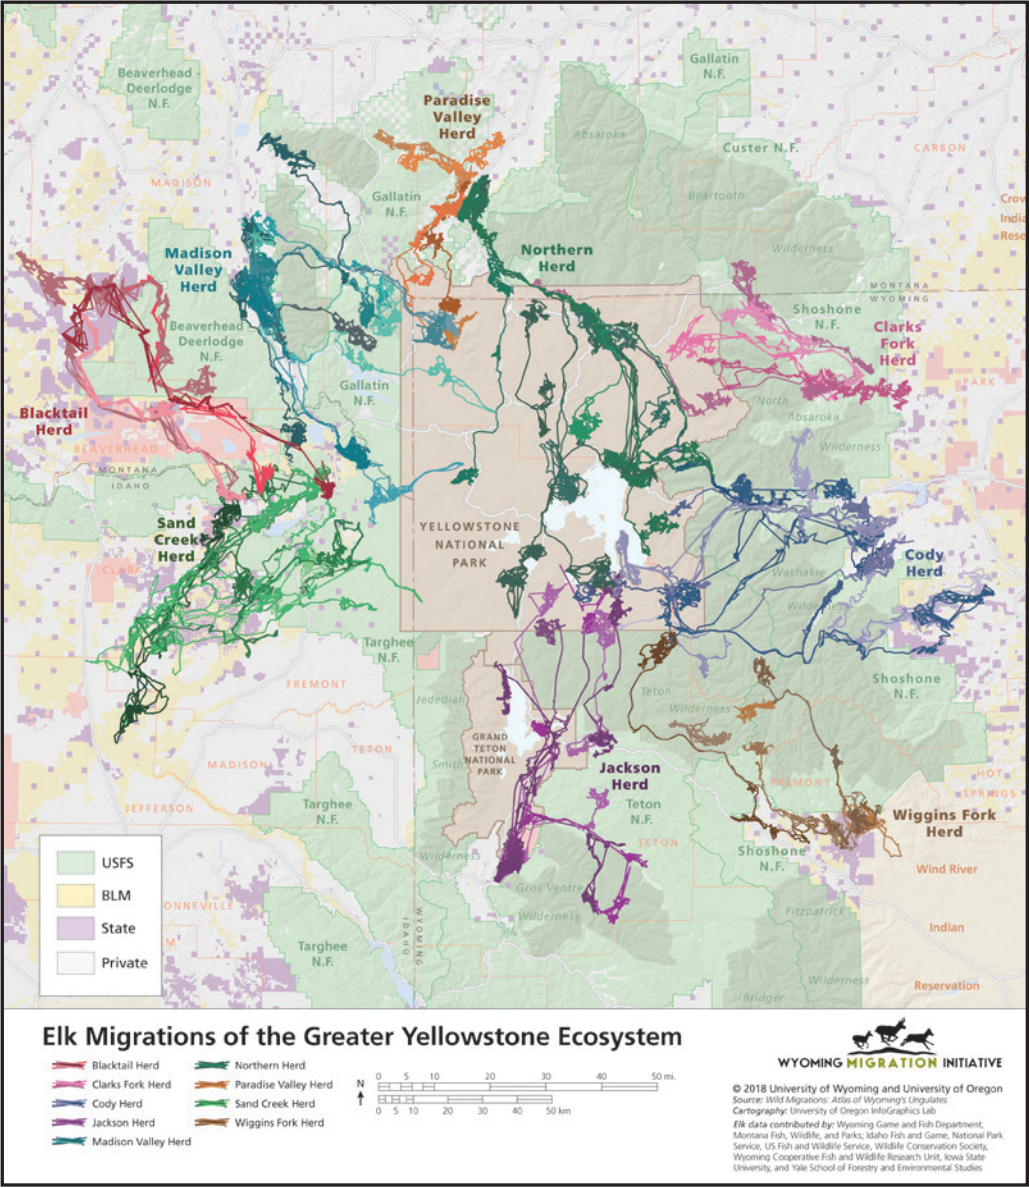 Gallatin
N.F.
Beaverhead -
Deerlodge
N.F.
Paradise
Valley
Herd
Absaroka
Custer N.F.
CARBON
MADISON
Gallatin
N.F.
Beartooth
Crow
India
Rese
Madison
Valley
Herd
Northern
Herd
Wilderness
MONTANA
WYOMING
Shoshone
N.F.
Beaverhead
Deerlodge
N.F.
Clarks
Fork
Herd
Gallatin
N.F.
PARK
North
Absaroka
Wilderness
Blacktail
Herd
BEAVERHEAD
MONTANA
IDAHO
Sand
Creek
Herd
YELLOWSTONE
NATIONAL
PARK
CLARK
Cody
Herd
Washakie
Wilderness
Targhee
N.F.
Shoshone
N.F.
FREMONT
Jedediah
Teton
Wilderness
GRAND
TETON
NATIONAL
PARK
Smith
TETON
MADISON
Jackson
Herd
HOT
SPRINGS
FREMONT
JEFFERSON
Targhee
N.F.
Teton
N.F.
Wiggins Fork
Herd
TETON
Wilderness
Shoshone
N.F.
Wind River
Gros Ventre
Wilderness
Fitzpatrick
Indian
IDAHO
WYOMING
ONNEVILLE
M
Targhee
N.F.
Wilderness
Reservation
Bridger
USFS
BLM
State
Private
Elk Migrations of the Greater Yellowstone Ecosystem
Blacktail Herd
Clarks Fork Herd
Cody Herd
Jackson Herd
Madison Valley Herd
Northern Herd
Paradise Valley Herd
Sand Creek Herd
Wiggins Fork Herd
N
0 5 10 20 30 40 50 mi.
0 5 10 20 30 40 50 km
WYOMING MIGRATION INITIATIVE
© 2018 University of Wyoming and University of Oregon
Source: Wild Migrations: Atlas of Wyoming's Ungulates
Cartography: University of Oregon InfoGraphics Lab
Elk data contributed by: Wyoming Game and Fish Department,
Montana Fish, Wildlife, and Parks; Idaho Fish and Game, National Park
Service, US Fish and Wildlife Service, Wildlife Conservation Society,
Wyoming Cooperative Fish and Wildlife Research Unit, Iowa State
University, and Yale School of Forestry and Environmental Studies